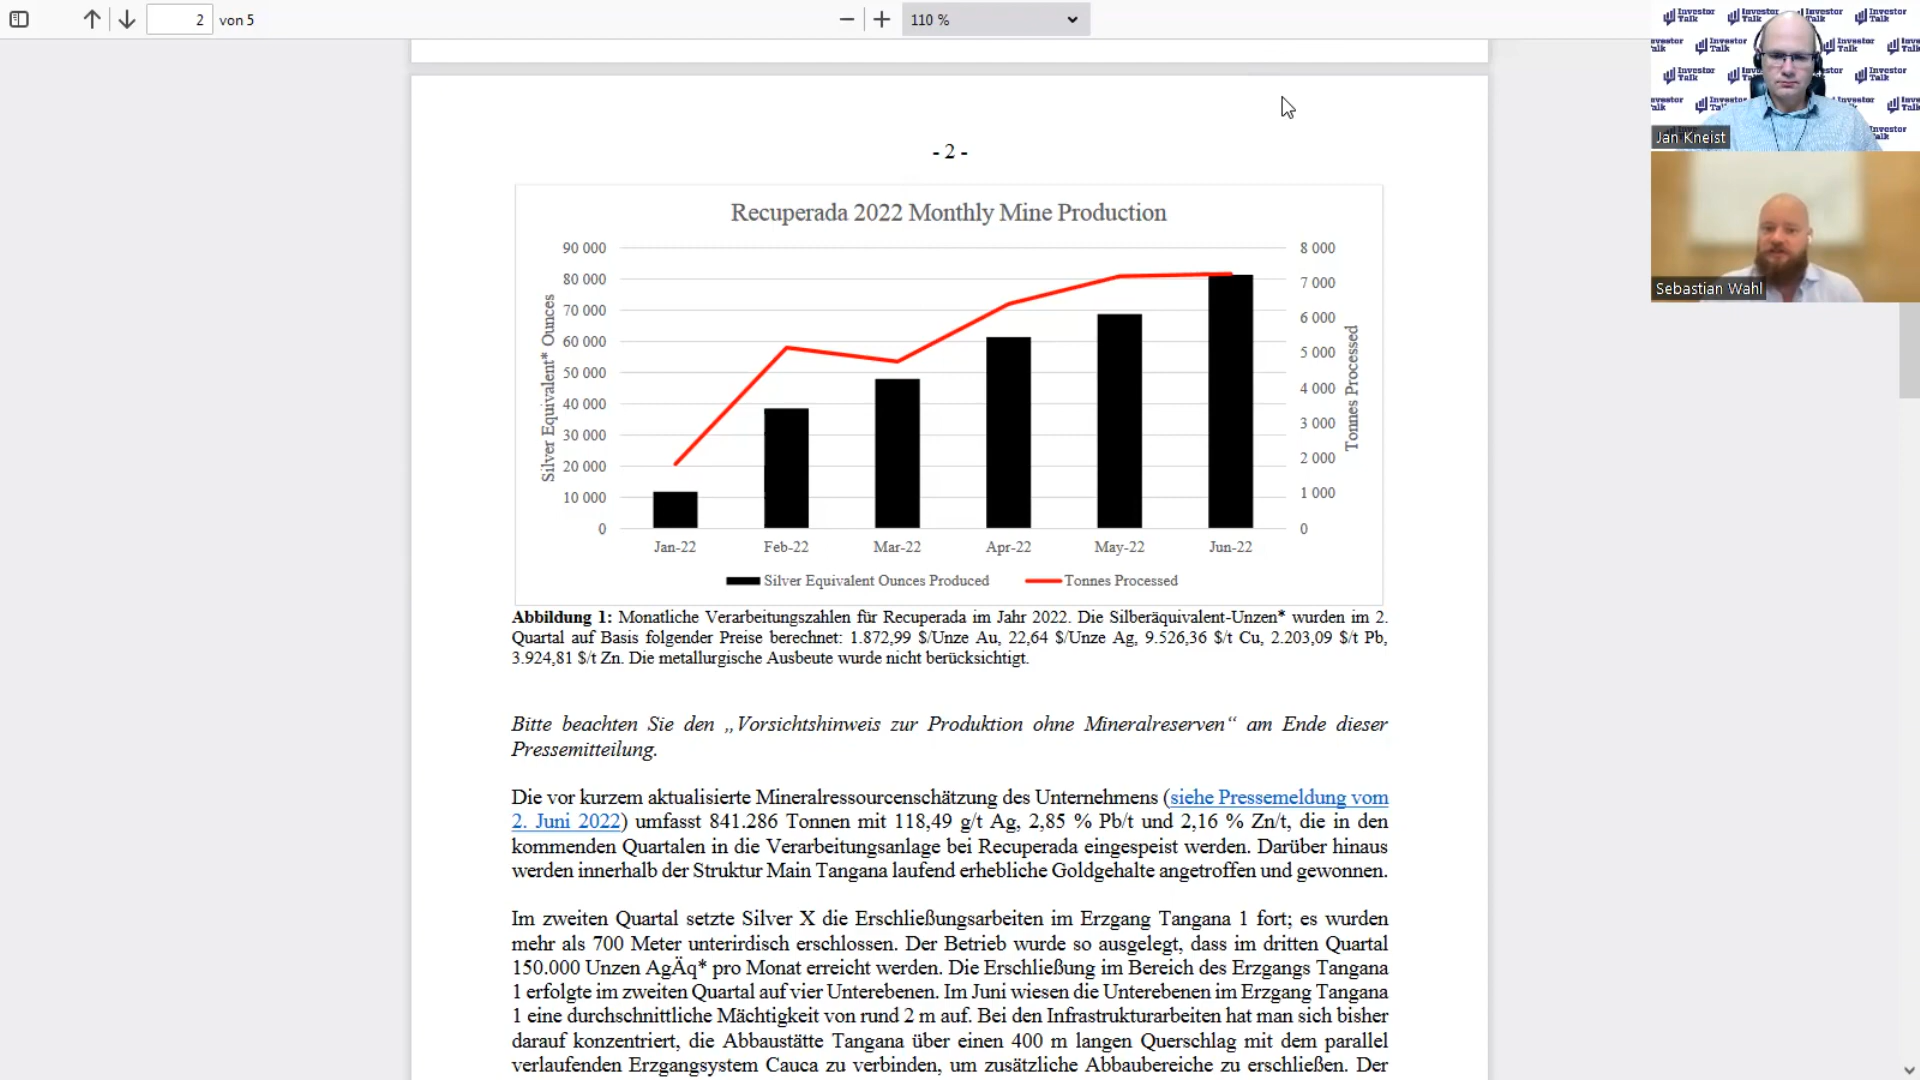 2 von 5
110 %
- 2 -
Recuperada 2022 Monthly Mine Production
Silver Equivalent* Ounces
90 000
80 000
70 000
60 000
50 000
40 000
30 000
20 000
10 000
0
8 000
7 000
6 000
5 000
4 000
3 000
2 000
1 000
0
Tonnes Processed
Jan-22 Feb-22 Mar-22 Apr-22 May-22 Jun-22
Silver Equivalent Ounces Produced Tonnes Processed
Abbildung 1: Monatliche Verarbeitungszahlen für Recuperada im Jahr 2022. Die Silberäquivalent-Unzen* wurden im 2.
Quartal auf Basis folgender Preise berechnet: 1.872,99 $/Unze Au, 22,64 $/Unze Ag, 9.526,36 $/t Cu, 2.203,09 $/t Pb,
3.924,81 $/t Zn. Die metallurgische Ausbeute wurde nicht berücksichtigt.
Bitte beachten Sie den „Vorsichtshinweis zur Produktion ohne Mineralreserven“ am Ende dieser
Pressemitteilung.
Die vor kurzem aktualisierte Mineralressourcenschätzung des Unternehmens (siehe Pressemeldung vom
2. Juni 2022) umfasst 841.286 Tonnen mit 118,49 g/t Ag, 2,85 % Pb/t und 2,16 % Zn/t, die in den
kommenden Quartalen in die Verarbeitungsanlage bei Recuperada eingespeist werden. Darüber hinaus
werden innerhalb der Struktur Main Tangana laufend erhebliche Goldgehalte angetroffen und gewonnen.
Im zweiten Quartal setzte Silver X die Erschließungsarbeiten im Erzgang Tangana 1 fort; es wurden
mehr als 700 Meter unterirdisch erschlossen. Der Betrieb wurde so ausgelegt, dass im dritten Quartal
150.000 Unzen AgÄq* pro Monat erreicht werden. Die Erschließung im Bereich des Erzgangs Tangana
1 erfolgte im zweiten Quartal auf vier Unterebenen. Im Juni wiesen die Unterebenen im Erzgang Tangana
1 eine durchschnittliche Mächtigkeit von rund 2 m auf. Bei den Infrastrukturarbeiten hat man sich bisher
darauf konzentriert, die Abbaustätte Tangana über einen 400 m langen Querschlag mit dem parallel
verlaufenden Erzgangsystem Cauca zu verbinden, um zusätzliche Abbaubereiche zu erschließen. Der
Investor Talk
Jan Kneist
Sebastian Wahl